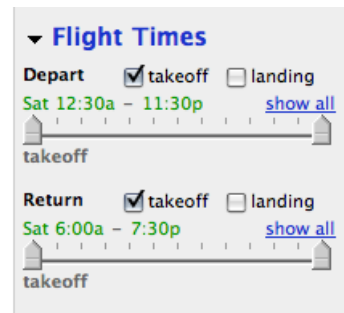 Flight Times
Depart takeoff landing
Sat 12:30a – 11:30p show all
takeoff
Return takeoff landing
Sat 6:00a – 7:30p show all
takeoff